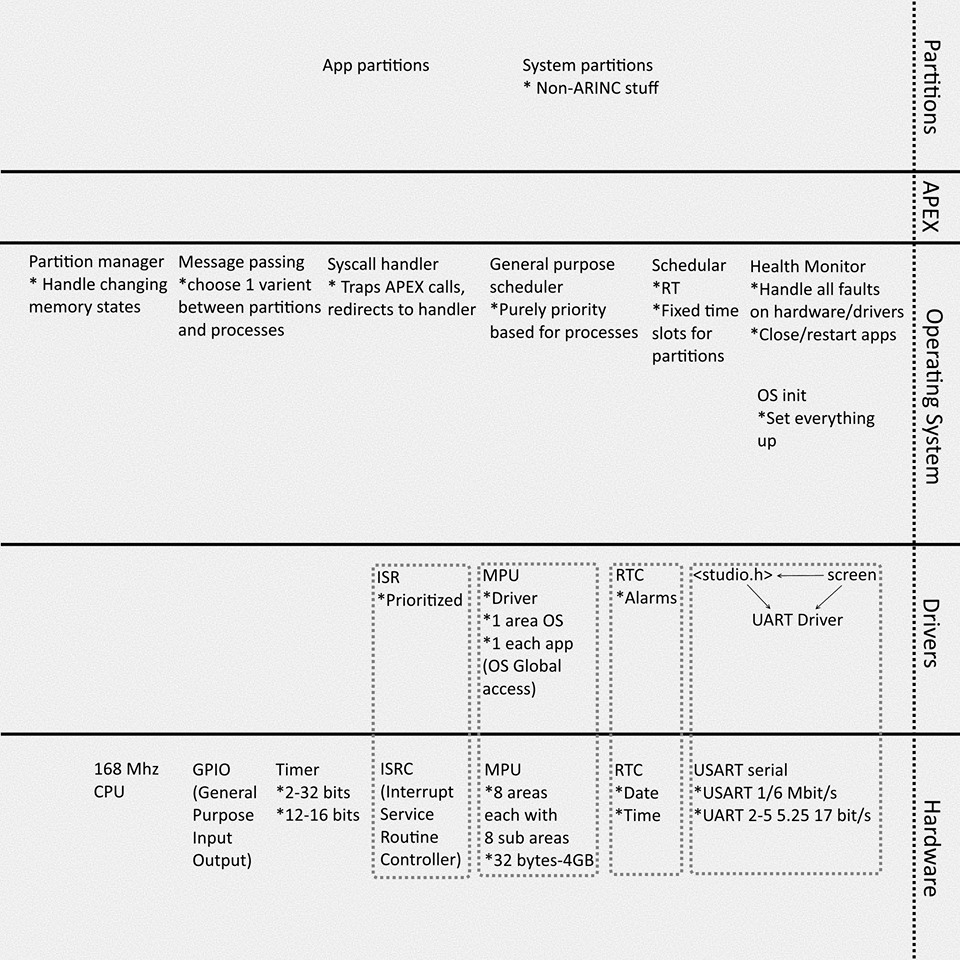 App partitions
System partitions
* Non-ARINC stuff
Partitions
APEX
Partition manager
* Handle changing
memory states
Message passing
*choose 1 varient
between partitions
and processes
Syscall handler
* Traps APEX calls,
redirects to handler
General purpose
scheduler
*Purely priority
based for processes
Schedular
*RT
*Fixed time
slots for
partitions
Health Monitor
*Handle all faults
on hardware/drivers
*Close/restart apps
OS init
*Set everything
up
Operating System
ISR
*Prioritized
MPU
*Driver
*1 area OS
*1 each app
(OS Global
access)
RTC
*Alarms
<studio.h>
screen
UART Driver
Drivers
168 Mhz
CPU
GPIO
(General
Purpose
Input
Output)
Timer
*2-32 bits
*12-16 bits
ISRC
(Interrupt
Service
Routine
Controller)
MPU
*8 areas
each with
8 sub areas
*32 bytes-4GB
RTC
*Date
*Time
USART serial
*USART 1/6 Mbit/s
*UART 2-5 5.25 17 bit/s
Hardware